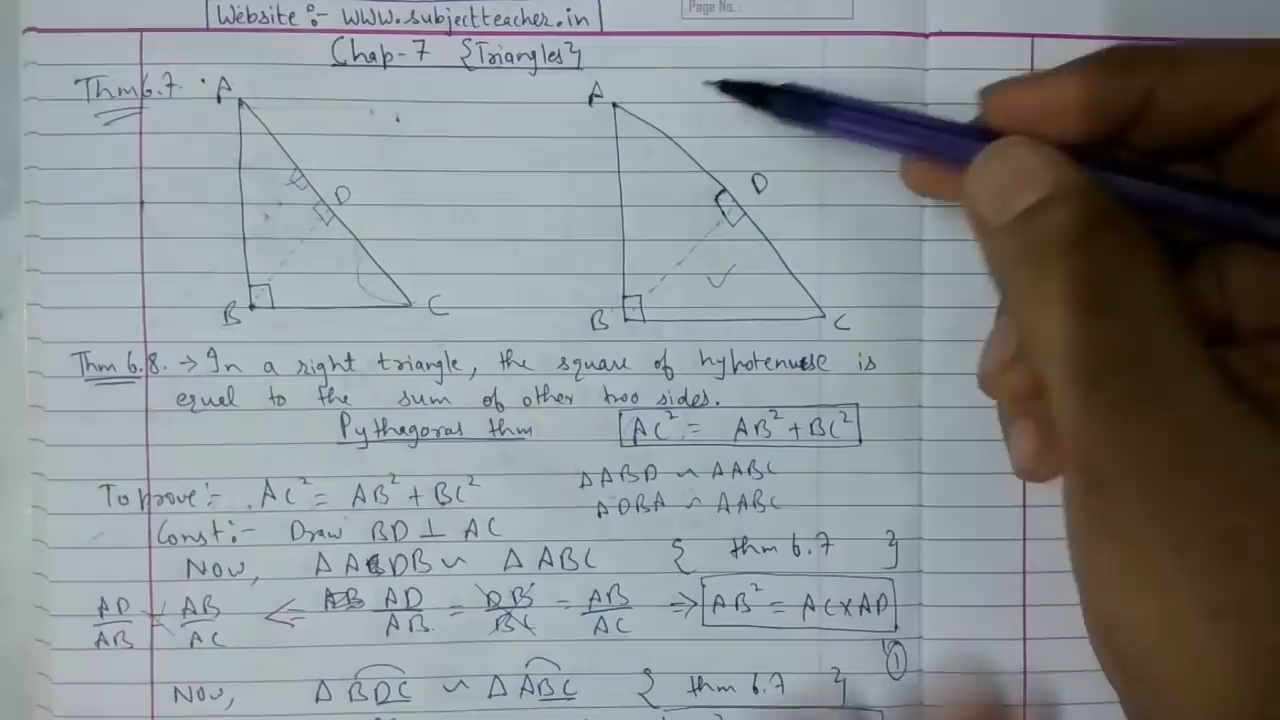 Website :- www.subjectteacher.in
Page No.:
Chap-7 {Triangles}
Thm 6.7.
A
D
B
C
A
D
B
C
Thm 6.8. → In a right triangle, the square of hyhotenuse is
equal to the sum of other two sides.
Pythagoras thm AC² = AB² + BC²
To prove:- AC² = AB² + BC²
ΔABD ~ ΔABC
ΔDBA ~ ΔABC
Const:- Draw BD ⊥ AC
Now, ΔADB ~ ΔABC { thm 6.7 }
AD/AB = AB/AC ⇐ AD/AB = DB/BC = AB/AC ⇒ AB² = AC×AD
①
Now, ΔBDC ~ ΔABC { thm 6.7 }